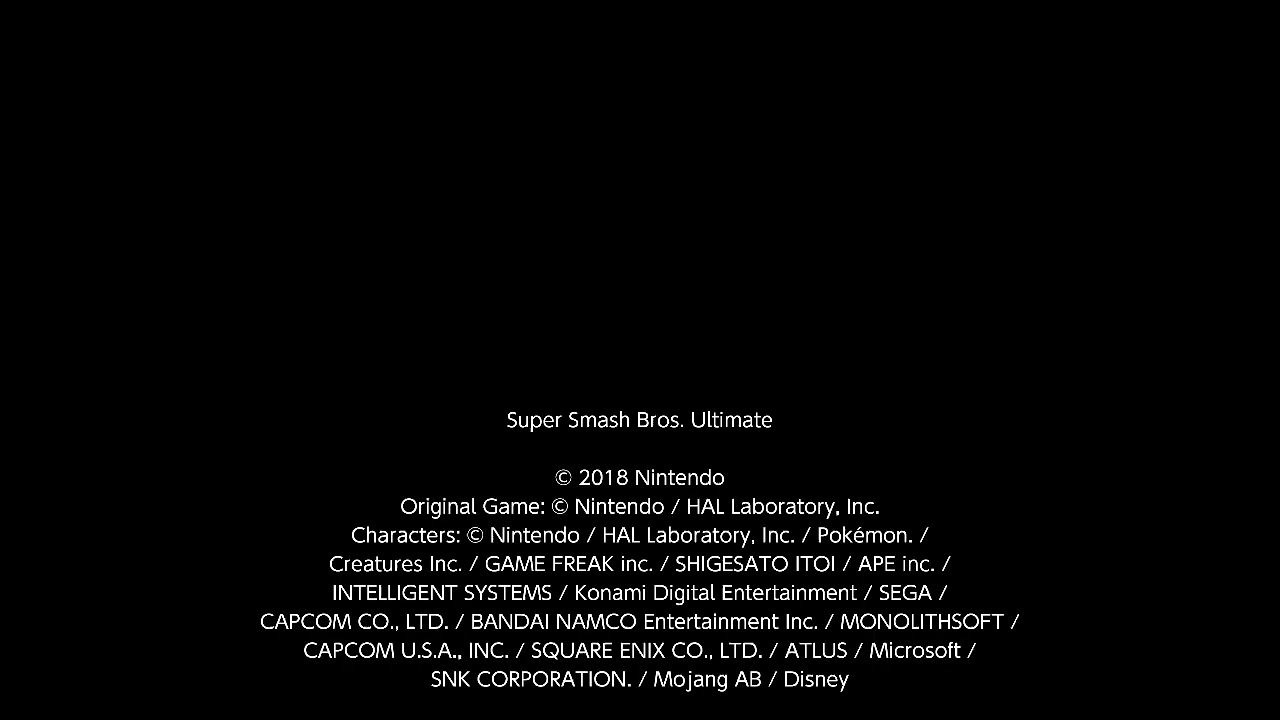 Super Smash Bros. Ultimate
© 2018 Nintendo
Original Game: © Nintendo / HAL Laboratory, Inc.
Characters: © Nintendo / HAL Laboratory, Inc. / Pokémon. /
Creatures Inc. / GAME FREAK inc. / SHIGESATO ITOI / APE inc. /
INTELLIGENT SYSTEMS / Konami Digital Entertainment / SEGA /
CAPCOM CO., LTD. / BANDAI NAMCO Entertainment Inc. / MONOLITHSOFT /
CAPCOM U.S.A., INC. / SQUARE ENIX CO., LTD. / ATLUS / Microsoft /
SNK CORPORATION. / Mojang AB / Disney